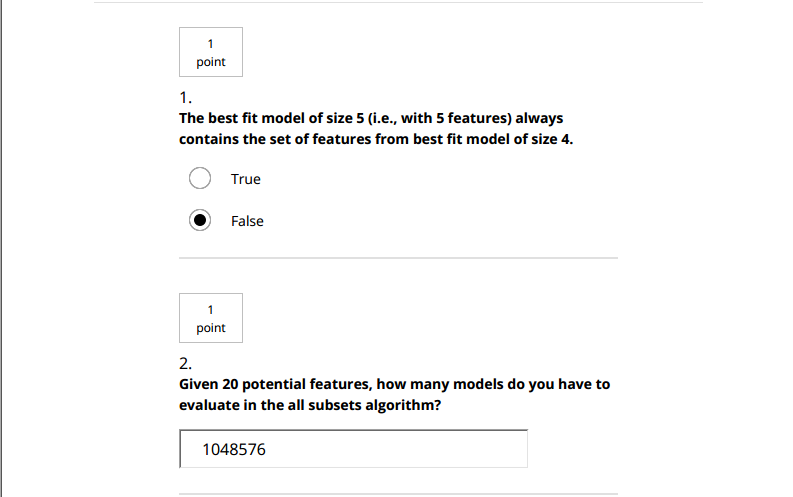 1
point
1.
The best fit model of size 5 (i.e., with 5 features) always
contains the set of features from best fit model of size 4.
True
False
1
point
2.
Given 20 potential features, how many models do you have to
evaluate in the all subsets algorithm?
1048576